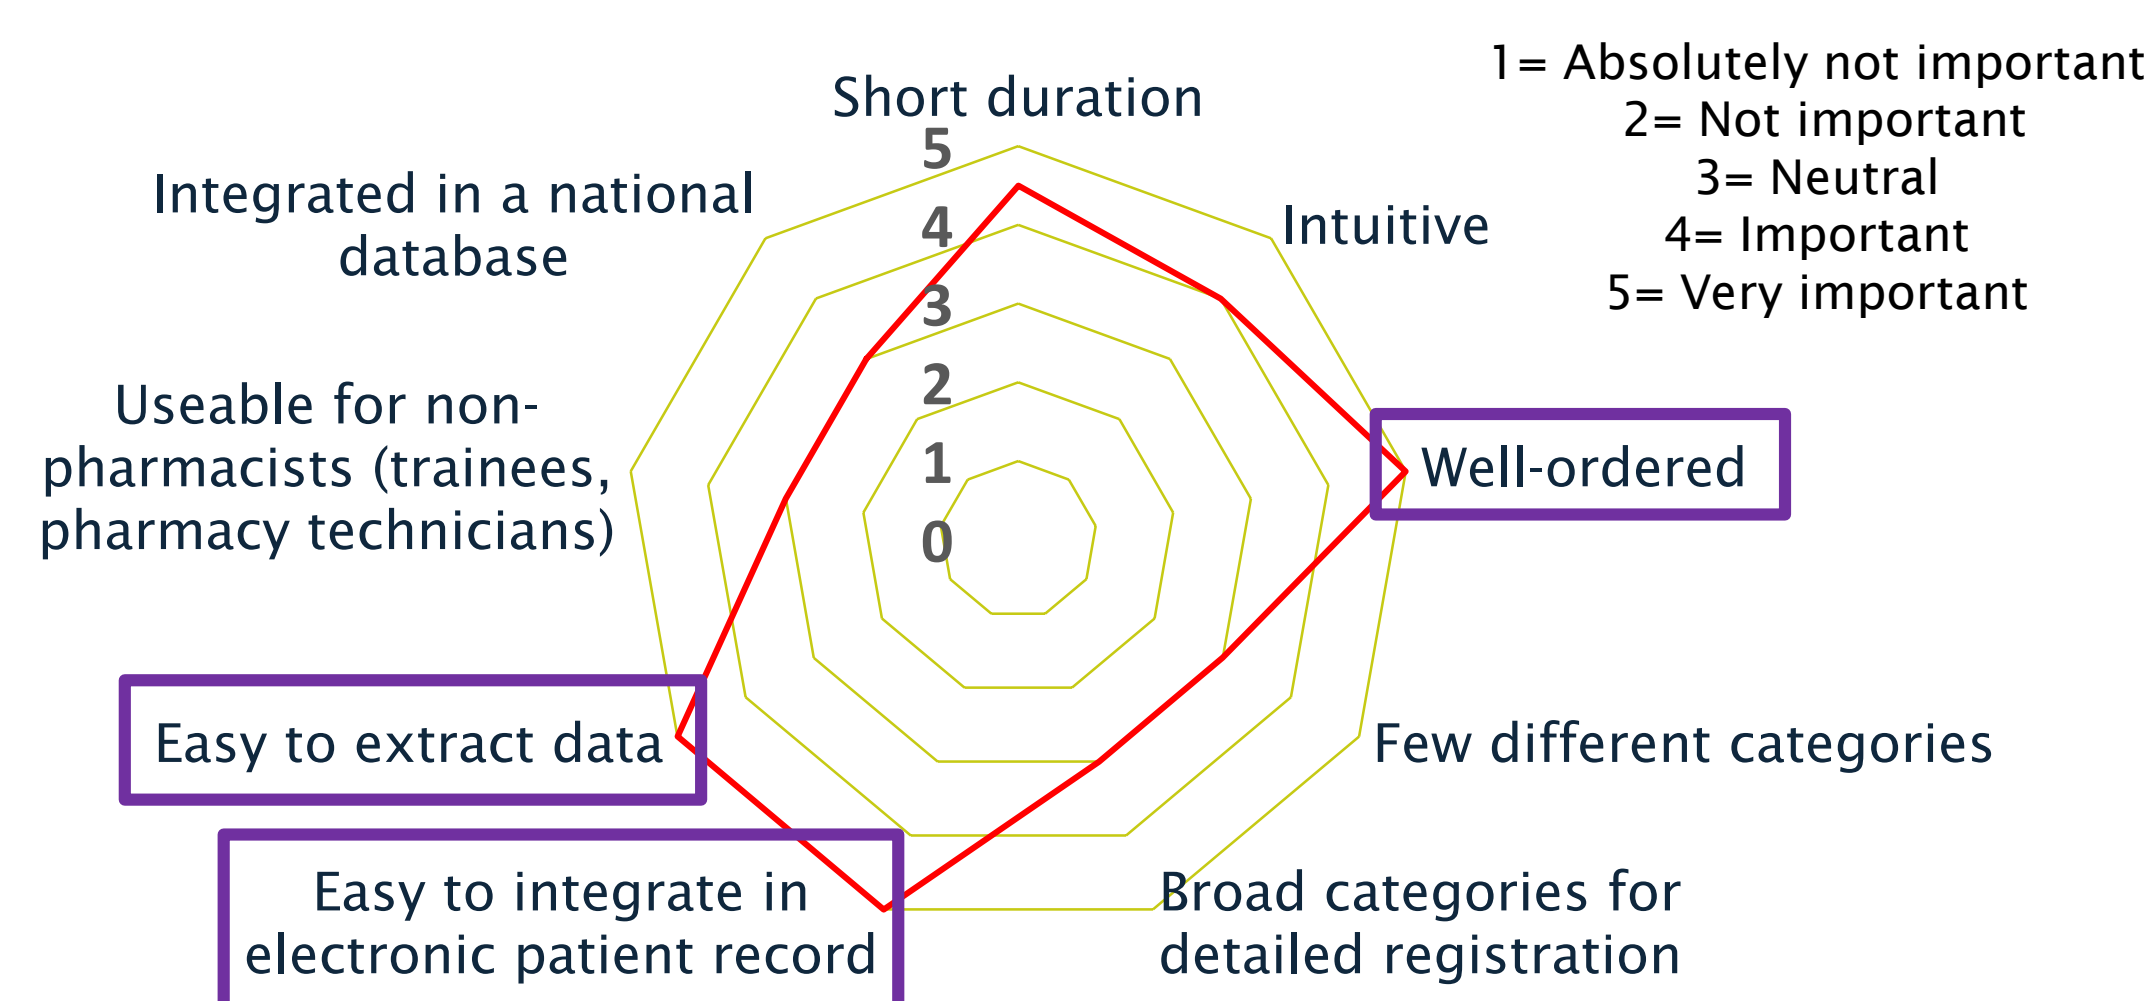 1= Absolutely not important
2= Not important
3= Neutral
4= Important
5= Very important
Short duration
Intuitive
Well-ordered
Few different categories
Broad categories for
detailed registration
Easy to integrate in
electronic patient record
Easy to extract data
Useable for non-
pharmacists (trainees,
pharmacy technicians)
Integrated in a national
database
5
4
3
2
1
0